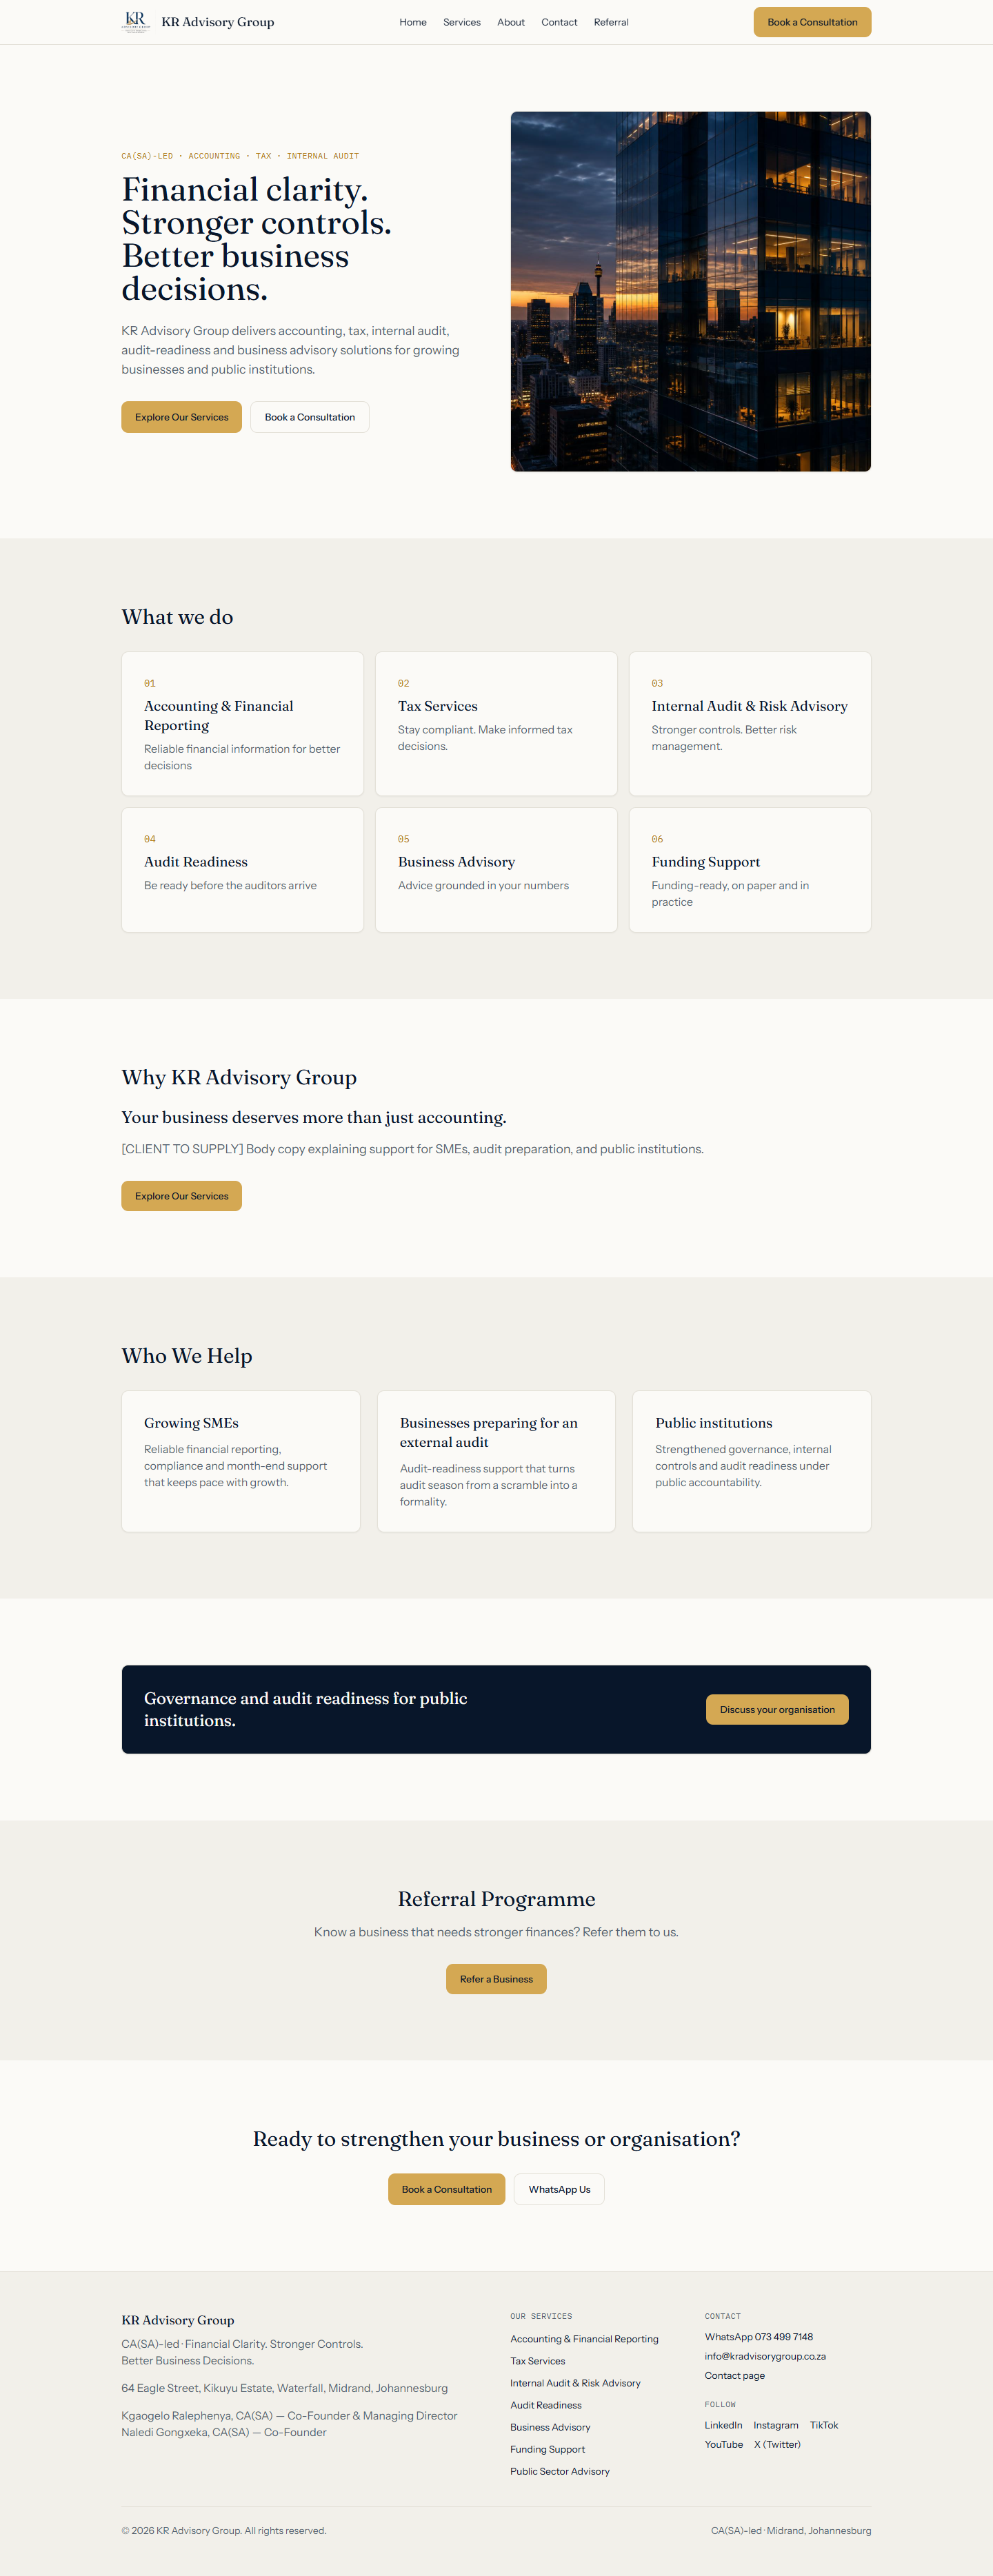 KR
KR Advisory Group
Home
Services
About
Contact
Referral
Book a Consultation
CA(SA)-LED · ACCOUNTING · TAX · INTERNAL AUDIT
Financial clarity.
Stronger controls.
Better business
decisions.
KR Advisory Group delivers accounting, tax, internal audit,
audit-readiness and business advisory solutions for growing
businesses and public institutions.
Explore Our Services
Book a Consultation
What we do
01
Accounting & Financial
Reporting
Reliable financial information for better
decisions
02
Tax Services
Stay compliant. Make informed tax
decisions.
03
Internal Audit & Risk Advisory
Stronger controls. Better risk
management.
04
Audit Readiness
Be ready before the auditors arrive
05
Business Advisory
Advice grounded in your numbers
06
Funding Support
Funding-ready, on paper and in
practice
Why KR Advisory Group
Your business deserves more than just accounting.
[CLIENT TO SUPPLY] Body copy explaining support for SMEs, audit preparation, and public institutions.
Explore Our Services
Who We Help
Growing SMEs
Reliable financial reporting,
compliance and month-end support
that keeps pace with growth.
Businesses preparing for an
external audit
Audit-readiness support that turns
audit season from a scramble into a
formality.
Public institutions
Strengthened governance, internal
controls and audit readiness under
public accountability.
Governance and audit readiness for public
institutions.
Discuss your organisation
Referral Programme
Know a business that needs stronger finances? Refer them to us.
Refer a Business
Ready to strengthen your business or organisation?
Book a Consultation
WhatsApp Us
KR Advisory Group
CA(SA)-led · Financial Clarity. Stronger Controls.
Better Business Decisions.
64 Eagle Street, Kikuyu Estate, Waterfall, Midrand, Johannesburg
Kgaogelo Ralephenya, CA(SA) — Co-Founder & Managing Director
Naledi Gongxeka, CA(SA) — Co-Founder
OUR SERVICES
Accounting & Financial Reporting
Tax Services
Internal Audit & Risk Advisory
Audit Readiness
Business Advisory
Funding Support
Public Sector Advisory
CONTACT
WhatsApp 073 499 7148
info@kradvisorygroup.co.za
Contact page
FOLLOW
LinkedIn Instagram TikTok
YouTube X (Twitter)
© 2026 KR Advisory Group. All rights reserved.
CA(SA)-led · Midrand, Johannesburg